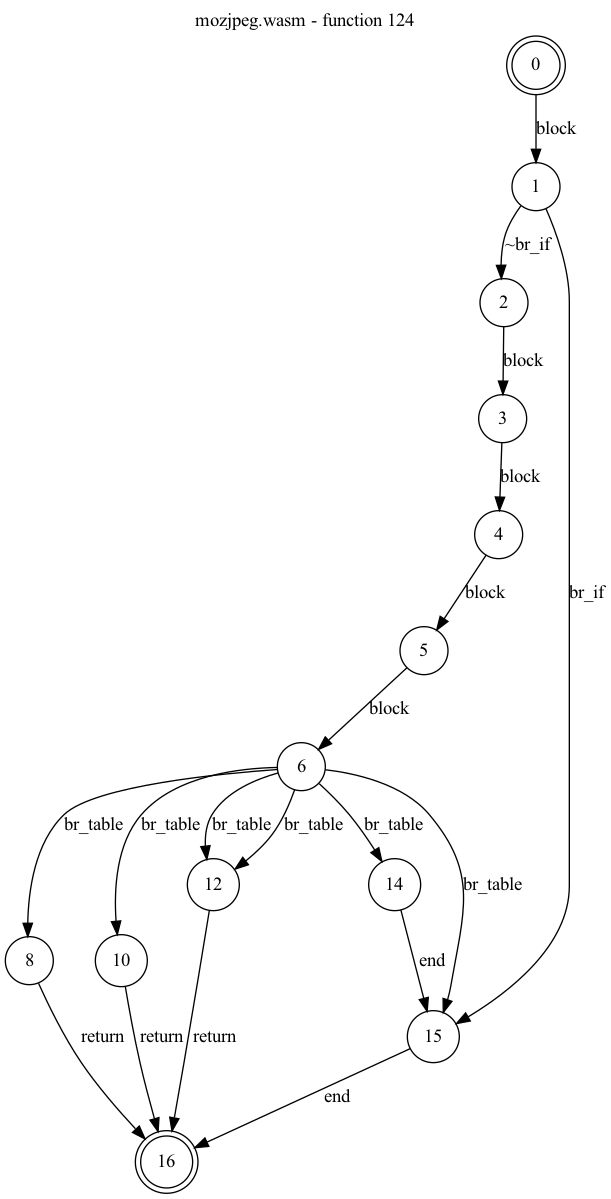 mozjpeg.wasm - function 124
0
block
1
~br_if
2
block
3
block
4
block
br_if
5
block
6
br_table
br_table
br_table
br_table
br_table
12
14
br_table
8
10
end
return
return
return
15
end
16